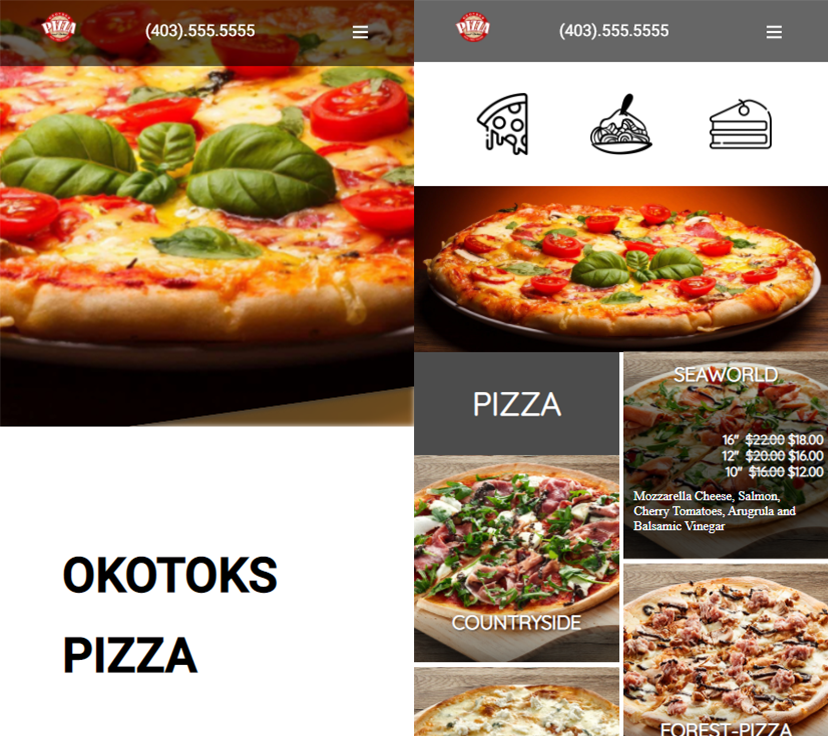 PIZZA
(403).555.5555
OKOTOKS
PIZZA
PIZZA
(403).555.5555
PIZZA
SEAWORLD
16" $22.00 $18.00
12" $20.00 $16.00
10" $16.00 $12.00
Mozzarella Cheese, Salmon,
Cherry Tomatoes, Arugrula and
Balsamic Vinegar
COUNTRYSIDE
FOREST-PIZZA